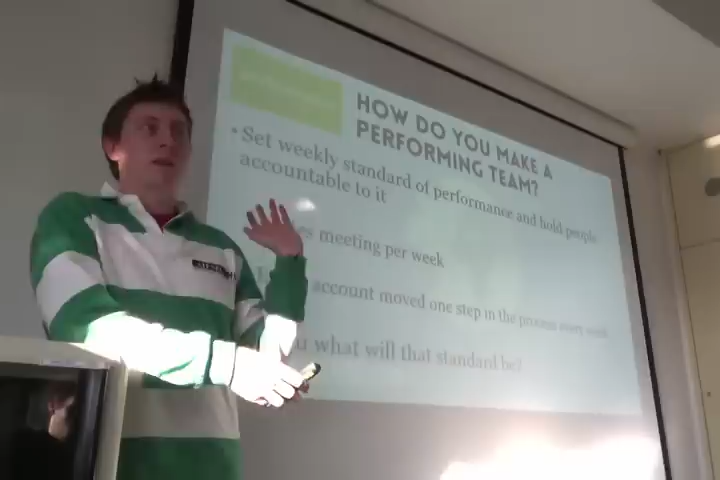 HOW DO YOU MAKE A
PERFORMING TEAM?
• Set weekly standard of performance and hold people
accountable to it
meeting per week
account moved one step in the process every week
what will that standard be?